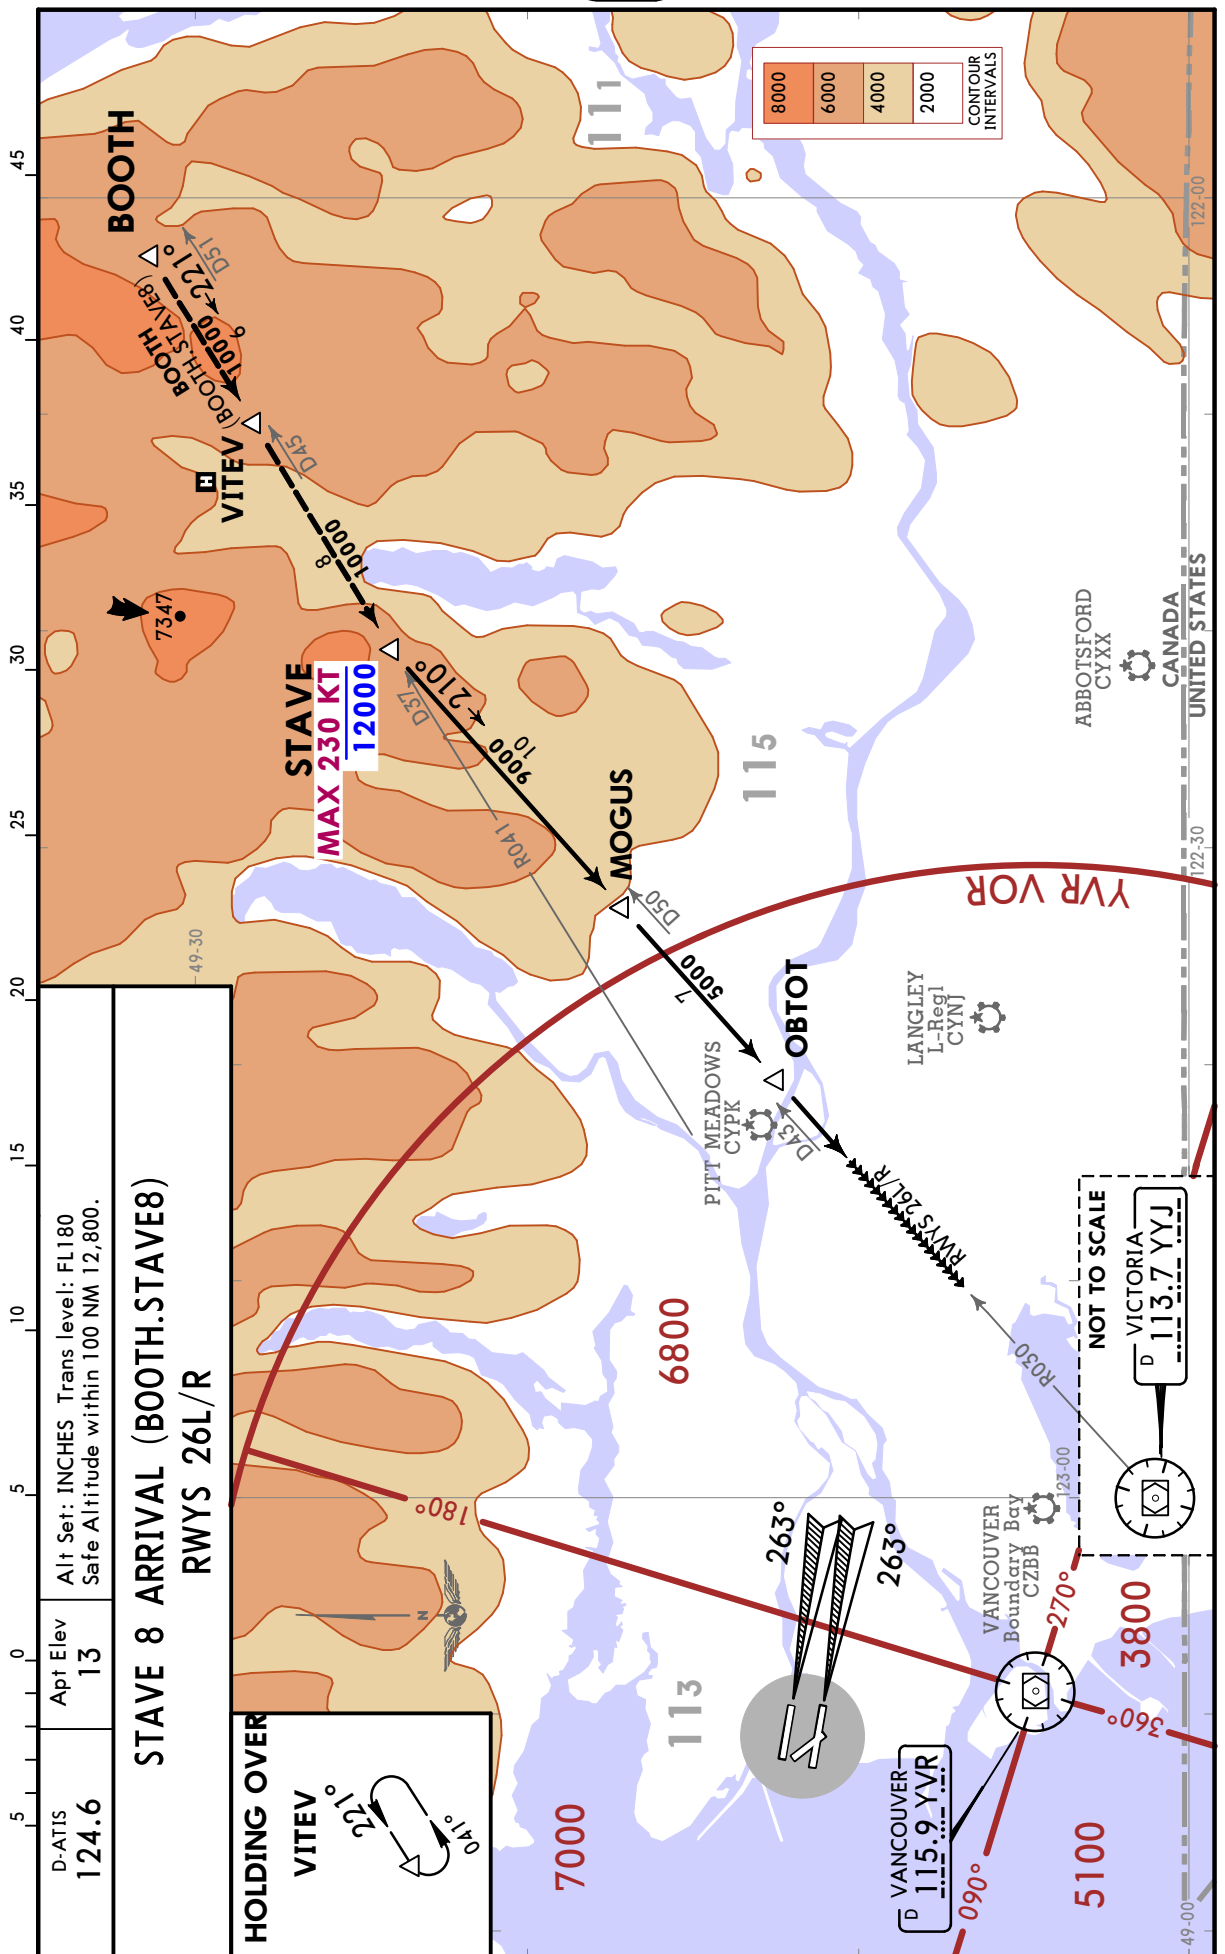 D-ATIS
124.6
Apt Elev
13
Alt Set: INCHES Trans level: FL180
Safe Altitude within 100 NM 12,800.
STAVE 8 ARRIVAL (BOOTH.STAVE8)
RWYS 26L/R
HOLDING OVER
VITEV
221°
041°
5
0
5
10
15
20
25
30
35
40
45
BOOTH
221°
D51
BOOTH
(BOOTH.STAVE8)
10000
6
VITEV
H
D45
10000
8
7347
STAVE
MAX 230 KT
12000
D37
210°
9000
10
R041
MOGUS
D50
5000
7
OBTOT
D43
RWYS 26L/R
R030
49-30
N
180°
YVR VOR
PITT MEADOWS
CYPK
LANGLEY
L-Regl
CYNJ
ABBOTSFORD
CYXX
CANADA
UNITED STATES
111
115
113
8000
6000
4000
2000
CONTOUR
INTERVALS
122-00
122-30
123-00
49-00
6800
7000
5100
3800
263°
263°
VANCOUVER
Boundary Bay
CZBB
270°
360°
090°
D VANCOUVER
115.9 YVR
NOT TO SCALE
D VICTORIA
113.7 YYJ